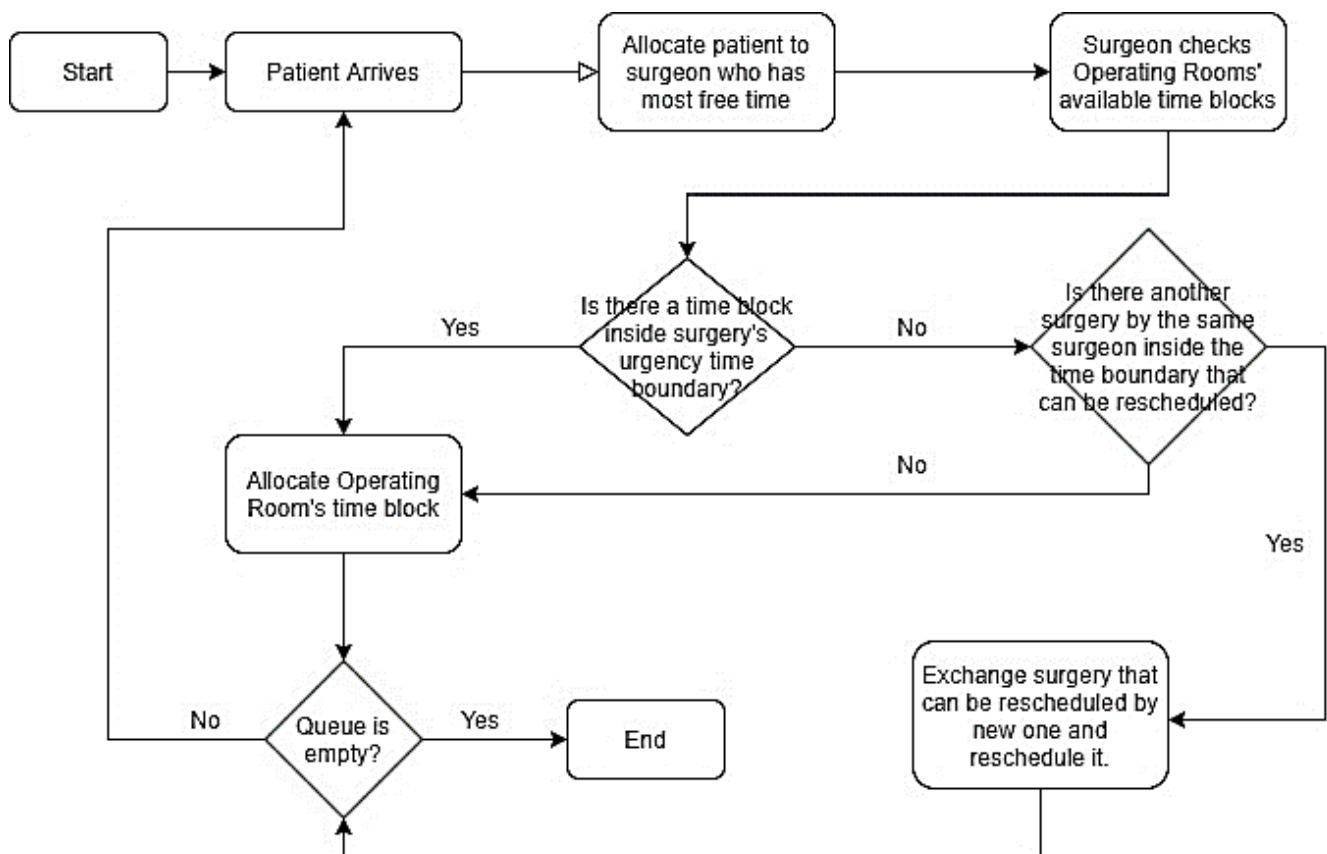 Start
Patient Arrives
Allocate patient to
surgeon who has
most free time
Surgeon checks
Operating Rooms'
available time blocks
Is there a time block
inside surgery's
urgency time
boundary?
Yes
No
Is there another
surgery by the same
surgeon inside the
time boundary that
can be rescheduled?
No
Yes
Allocate Operating
Room's time block
Queue is
empty?
No
Yes
End
Exchange surgery that
can be rescheduled by
new one and
reschedule it.